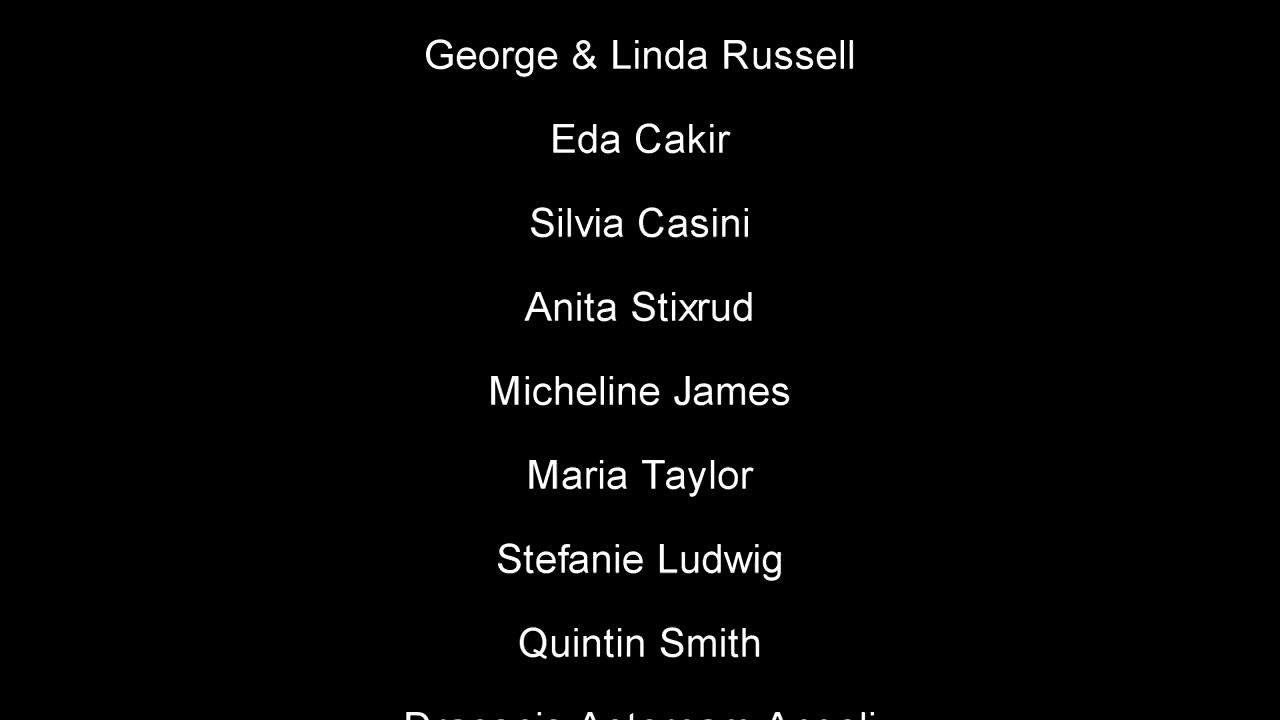 George & Linda Russell
Eda Cakir
Silvia Casini
Anita Stixrud
Micheline James
Maria Taylor
Stefanie Ludwig
Quintin Smith